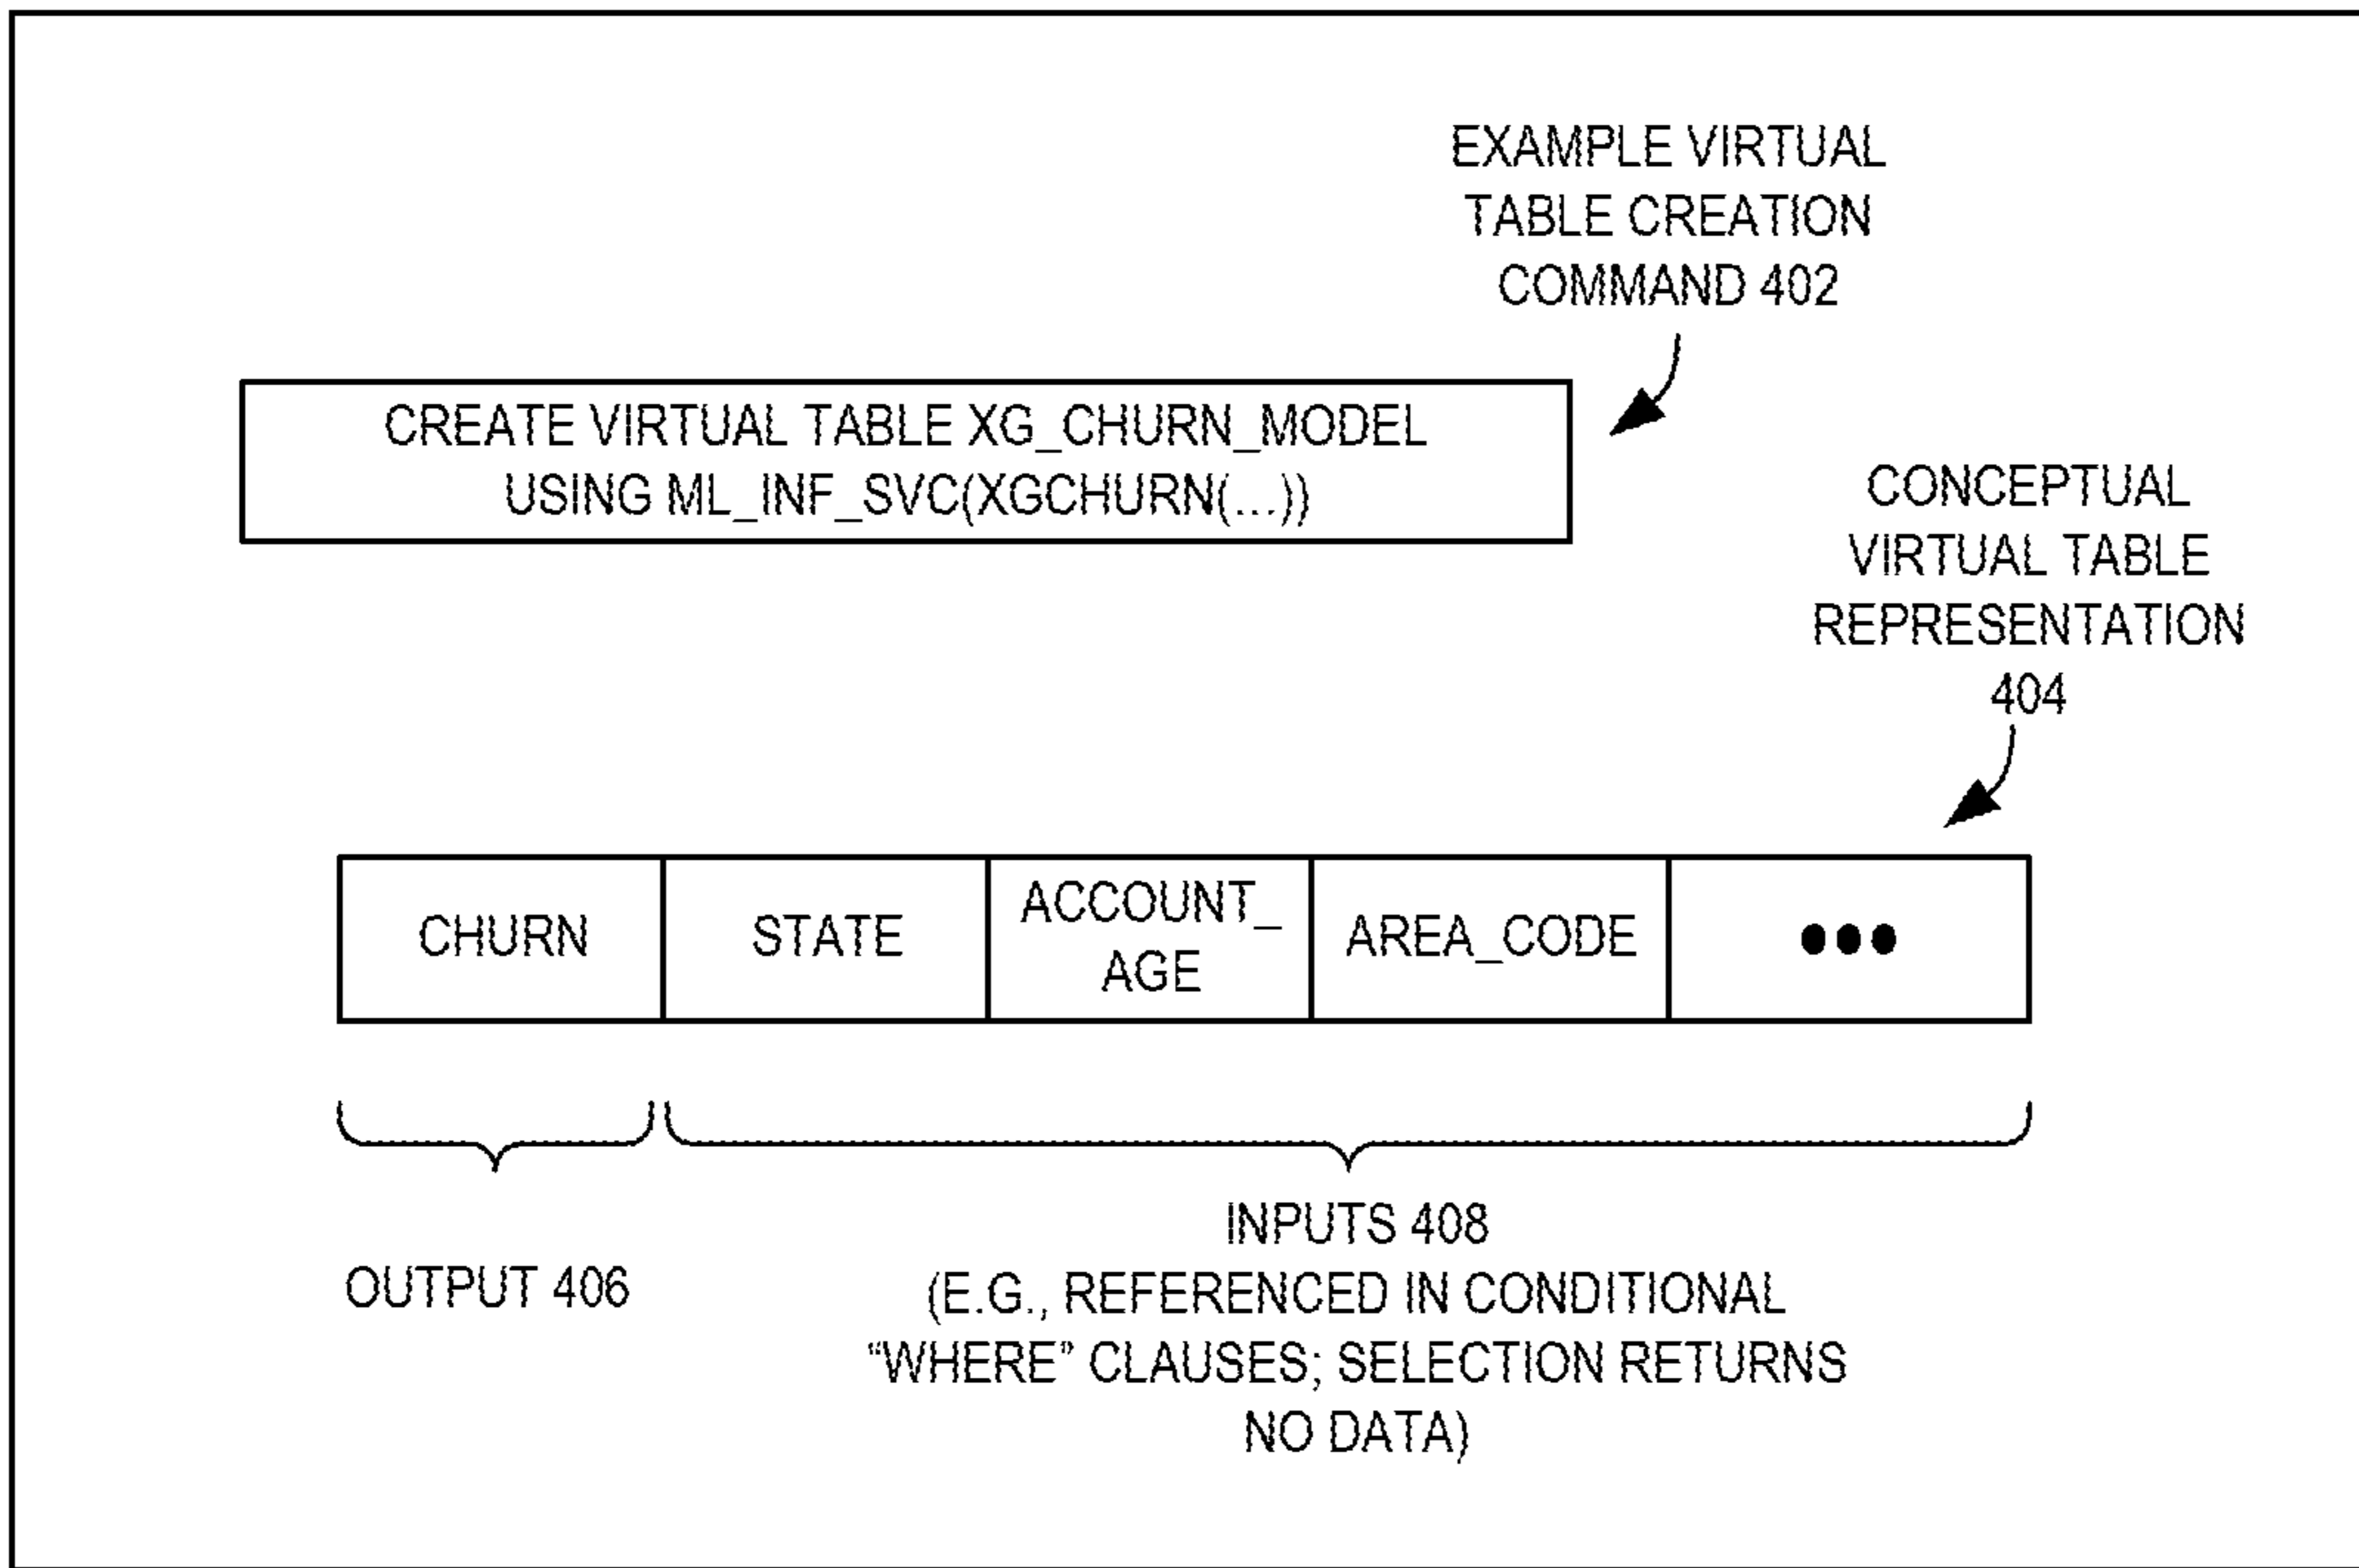 EXAMPLE VIRTUAL
TABLE CREATION
COMMAND 402
CREATE VIRTUAL TABLE XG_CHURN_MODEL
USING ML_INF_SVC(XGCHURN(...))
CONCEPTUAL
VIRTUAL TABLE
REPRESENTATION
404
CHURN
STATE
ACCOUNT_
AGE
AREA_CODE
●●●
OUTPUT 406
INPUTS 408
(E.G., REFERENCED IN CONDITIONAL
“WHERE” CLAUSES; SELECTION RETURNS
NO DATA)